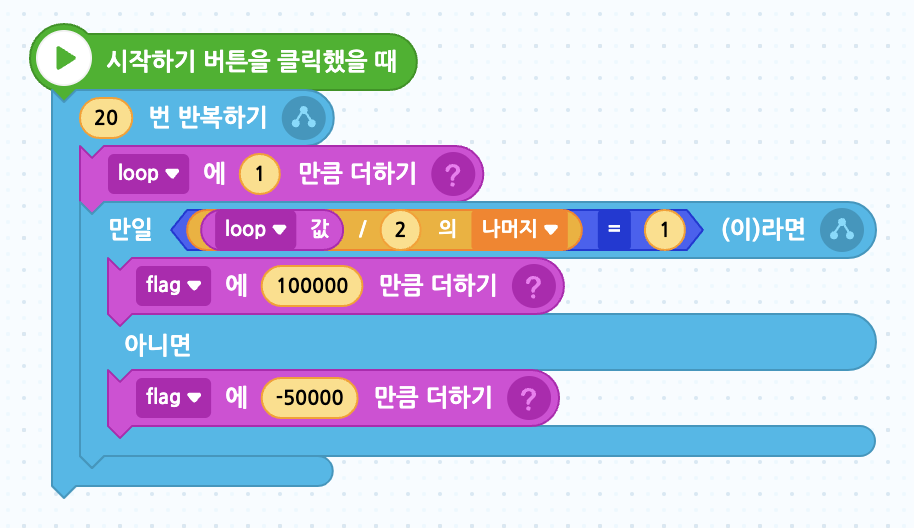 시작하기 버튼을 클릭했을 때
20 번 반복하기
loop 에 1 만큼 더하기 ?
만일 loop 값 / 2 의 나머지 = 1 (이)라면
flag 에 100000 만큼 더하기 ?
아니면
flag 에 -50000 만큼 더하기 ?